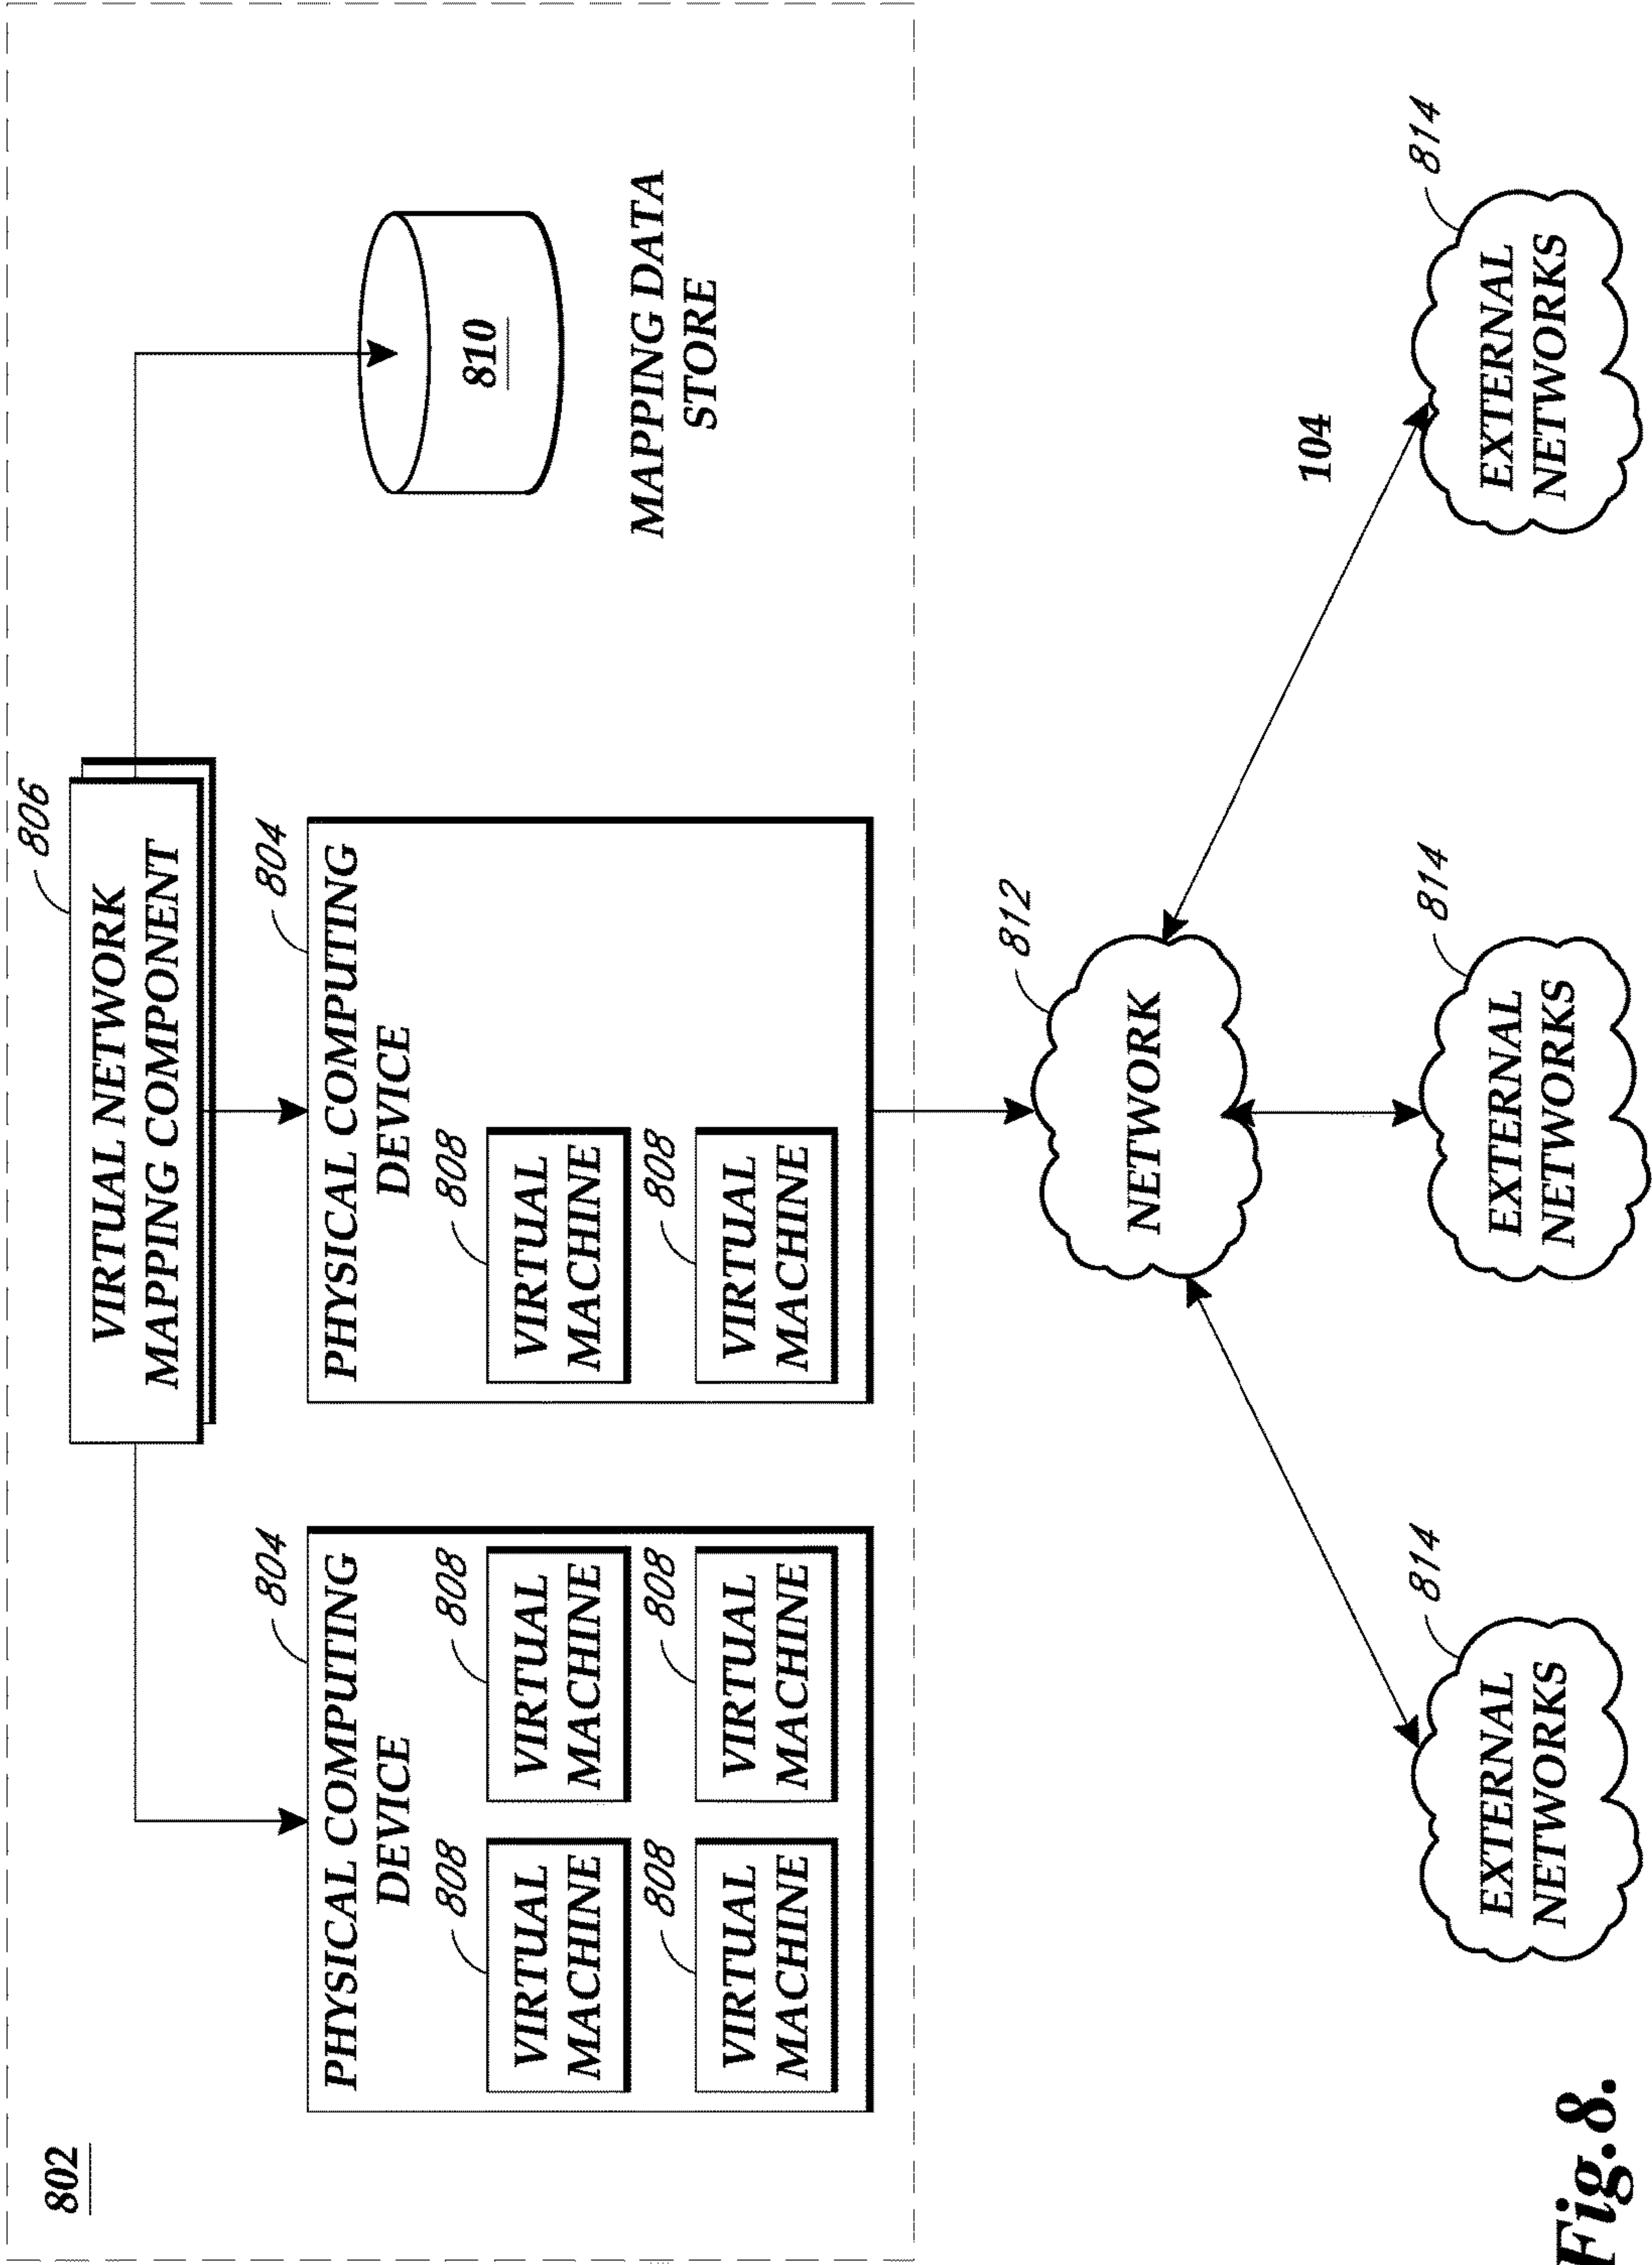 802
806
VIRTUAL NETWORK
MAPPING COMPONENT
804
PHYSICAL COMPUTING
DEVICE
808
VIRTUAL
MACHINE
808
VIRTUAL
MACHINE
808
VIRTUAL
MACHINE
808
VIRTUAL
MACHINE
804
PHYSICAL COMPUTING
DEVICE
808
VIRTUAL
MACHINE
808
VIRTUAL
MACHINE
810
MAPPING DATA
STORE
812
NETWORK
104
814
EXTERNAL
NETWORKS
814
EXTERNAL
NETWORKS
814
EXTERNAL
NETWORKS
Fig.8.